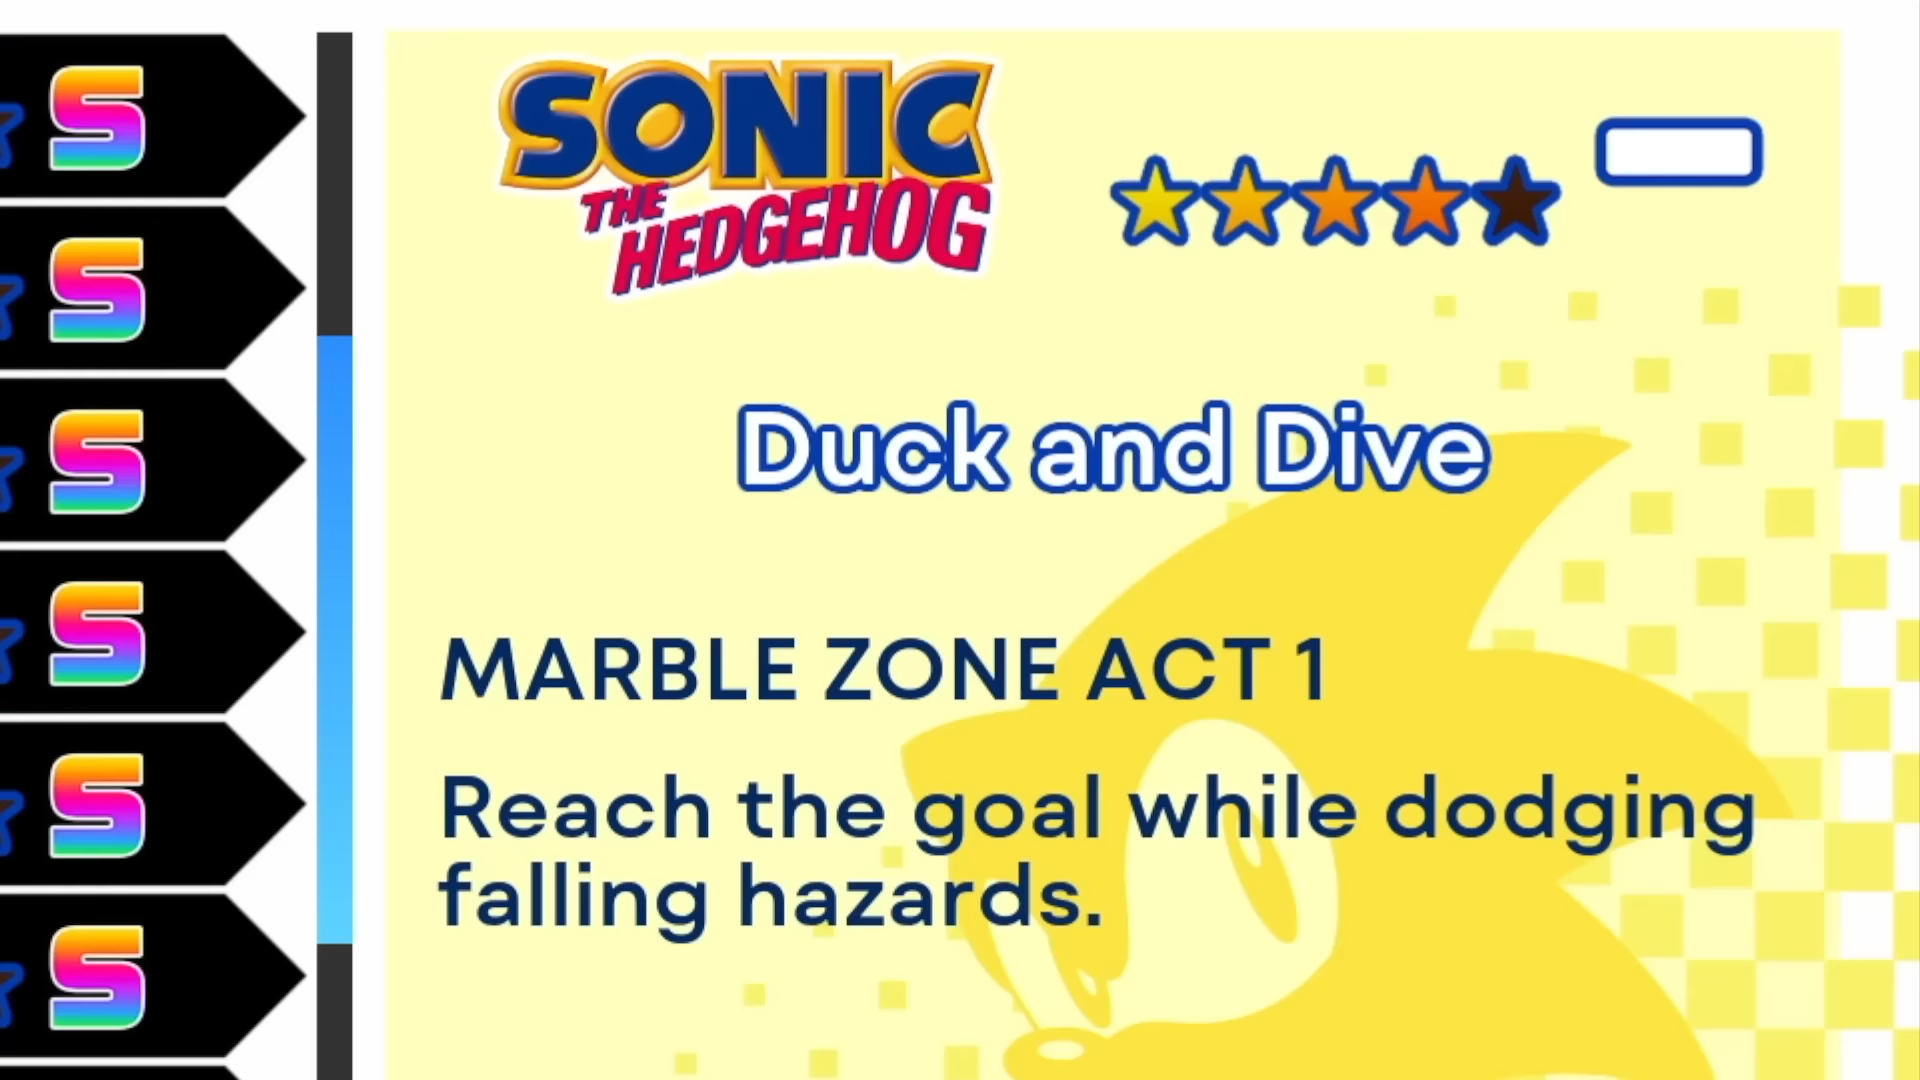 S
S
S
S
S
S
SONIC
THE
HEDGEHOG
Duck and Dive
MARBLE ZONE ACT 1
Reach the goal while dodging
falling hazards.